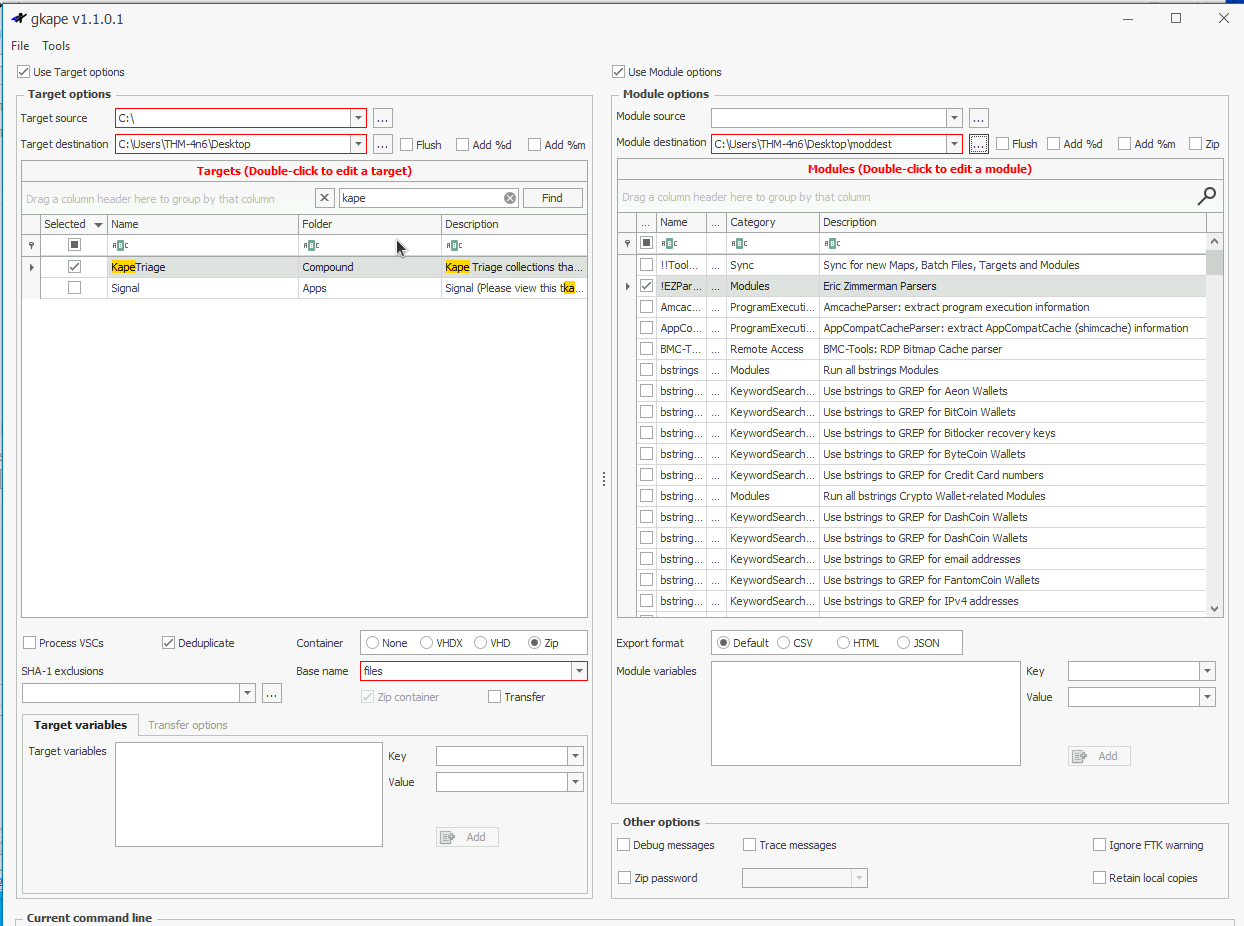 gkape v1.1.0.1
File Tools
Use Target options
Target options
Target source C:\ ...
Target destination C:\Users\THM-4n6\Desktop ... Flush Add %d Add %m
Targets (Double-click to edit a target)
Drag a column header here to group by that column kape Find
Selected Name Folder Description
KapeTriage Compound Kape Triage collections tha...
Signal Apps Signal (Please view this tka...
Process VSCs Deduplicate Container None VHDX VHD Zip
SHA-1 exclusions Base name files
... Zip container Transfer
Target variables Transfer options
Target variables Key
Value
Add
Use Module options
Module options
Module source ...
Module destination C:\Users\THM-4n6\Desktop\moddest ... Flush Add %d Add %m Zip
Modules (Double-click to edit a module)
Drag a column header here to group by that column
... Name ... Category Description
!!Tool... ... Sync Sync for new Maps, Batch Files, Targets and Modules
!EZPar... ... Modules Eric Zimmerman Parsers
Amcac... ... ProgramExecuti... AmcacheParser: extract program execution information
AppCo... ... ProgramExecuti... AppCompatCacheParser: extract AppCompatCache (shimcache) information
BMC-T... ... Remote Access BMC-Tools: RDP Bitmap Cache parser
bstrings ... Modules Run all bstrings Modules
bstring... ... KeywordSearch... Use bstrings to GREP for Aeon Wallets
bstring... ... KeywordSearch... Use bstrings to GREP for BitCoin Wallets
bstring... ... KeywordSearch... Use bstrings to GREP for Bitlocker recovery keys
bstring... ... KeywordSearch... Use bstrings to GREP for ByteCoin Wallets
bstring... ... KeywordSearch... Use bstrings to GREP for Credit Card numbers
bstring... ... Modules Run all bstrings Crypto Wallet-related Modules
bstring... ... KeywordSearch... Use bstrings to GREP for DashCoin Wallets
bstring... ... KeywordSearch... Use bstrings to GREP for DashCoin Wallets
bstring... ... KeywordSearch... Use bstrings to GREP for email addresses
bstring... ... KeywordSearch... Use bstrings to GREP for FantomCoin Wallets
bstring... ... KeywordSearch... Use bstrings to GREP for IPv4 addresses
Export format Default CSV HTML JSON
Module variables Key
Value
Add
Other options
Debug messages Trace messages Ignore FTK warning
Zip password Retain local copies
Current command line